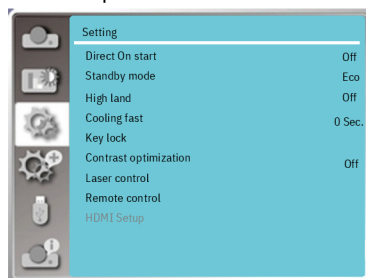 Setting
Direct On start Off
Standby mode Eco
High land Off
Cooling fast 0 Sec.
Key lock
Contrast optimization Off
Laser control
Remote control
HDMI Setup